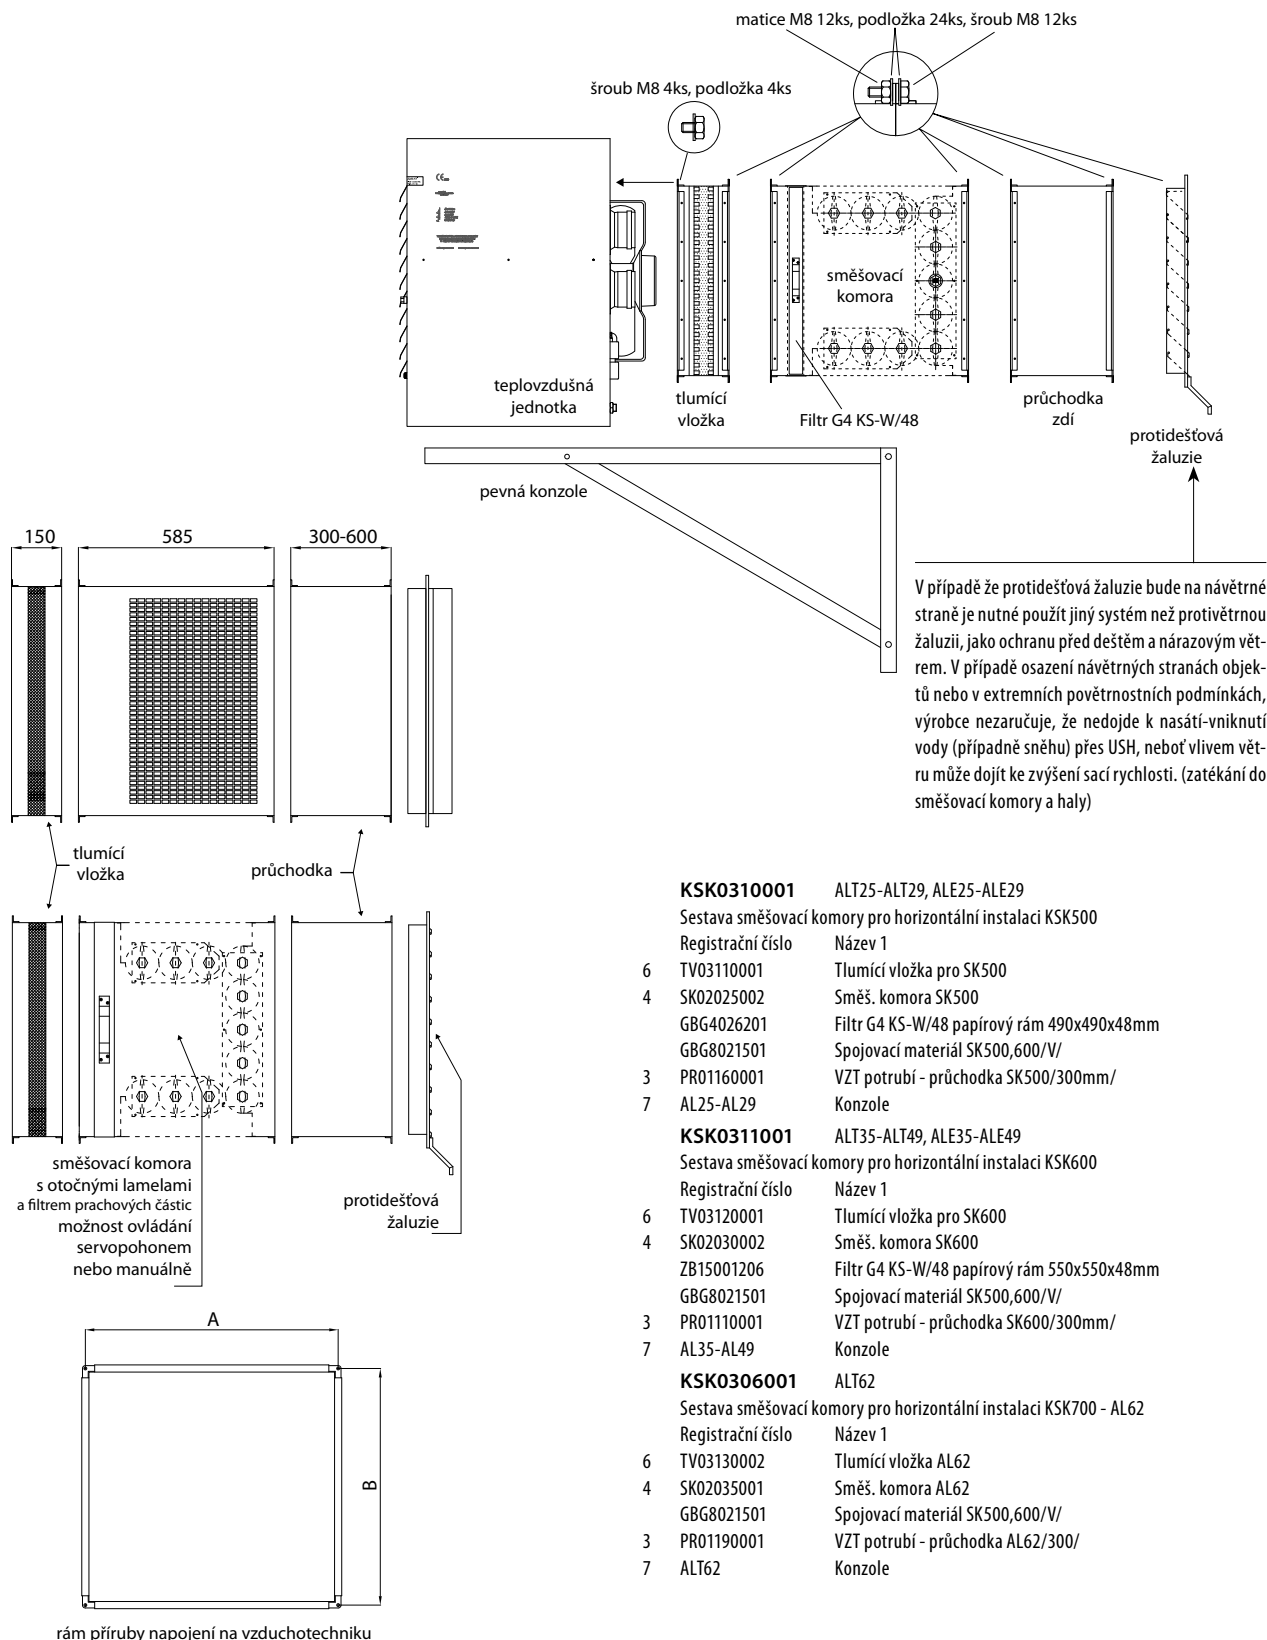 matice M8 12ks, podložka 24ks, šroub M8 12ks
šroub M8 4ks, podložka 4ks
směšovací
komora
teplovzdušná
jednotka
tlumící
vložka
Filtr G4 KS-W/48
průchodka
zdí
protidešťová
žaluzie
pevná konzole
150
585
300-600
V případě že protidešťová žaluzie bude na návětrné
straně je nutné použít jiný systém než protivětrnou
žaluzii, jako ochranu před deštěm a nárazovým vět-
rem. V případě osazení návětrných stranách objek-
tů nebo v extremních povětrnostních podmínkách,
výrobce nezaručuje, že nedojde k nasátí-vniknutí
vody (případně sněhu) přes USH, neboť vlivem vět-
ru může dojít ke zvýšení sací rychlosti. (zatékání do
směšovací komory a haly)
tlumící
vložka
průchodka
směšovací komora
s otočnými lamelami
a filtrem prachových částic
možnost ovládání
servopohonem
nebo manuálně
protidešťová
žaluzie
A
B
rám příruby napojení na vzduchotechniku
KSK0310001 ALT25-ALT29, ALE25-ALE29
Sestava směšovací komory pro horizontální instalaci KSK500
Registrační číslo Název 1
6 TV03110001 Tlumící vložka pro SK500
4 SK02025002 Směš. komora SK500
GBG4026201 Filtr G4 KS-W/48 papírový rám 490x490x48mm
GBG8021501 Spojovací materiál SK500,600/V/
3 PR01160001 VZT potrubí - průchodka SK500/300mm/
7 AL25-AL29 Konzole
KSK0311001 ALT35-ALT49, ALE35-ALE49
Sestava směšovací komory pro horizontální instalaci KSK600
Registrační číslo Název 1
6 TV03120001 Tlumící vložka pro SK600
4 SK02030002 Směš. komora SK600
ZB15001206 Filtr G4 KS-W/48 papírový rám 550x550x48mm
GBG8021501 Spojovací materiál SK500,600/V/
3 PR01110001 VZT potrubí - průchodka SK600/300mm/
7 AL35-AL49 Konzole
KSK0306001 ALT62
Sestava směšovací komory pro horizontální instalaci KSK700 - AL62
Registrační číslo Název 1
6 TV03130002 Tlumící vložka AL62
4 SK02035001 Směš. komora AL62
GBG8021501 Spojovací materiál SK500,600/V/
3 PR01190001 VZT potrubí - průchodka AL62/300/
7 ALT62 Konzole